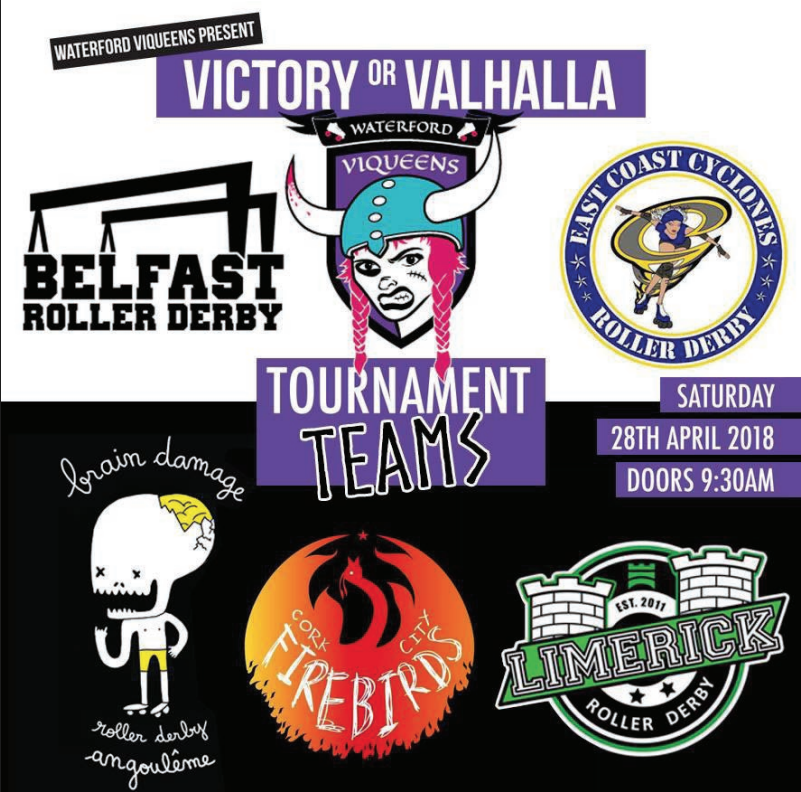 WATERFORD VIQUEENS PRESENT
VICTORY OR VALHALLA
WATERFORD
VIQUEENS
BELFAST
ROLLER DERBY
EAST COAST CYCLONES
ROLLER DERBY
TOURNAMENT
TEAMS
SATURDAY
28TH APRIL 2018
DOORS 9:30AM
brain damage
roller derby
angoulême
CORK CITY
FIREBIRDS
EST. 2011
LIMERICK
ROLLER DERBY